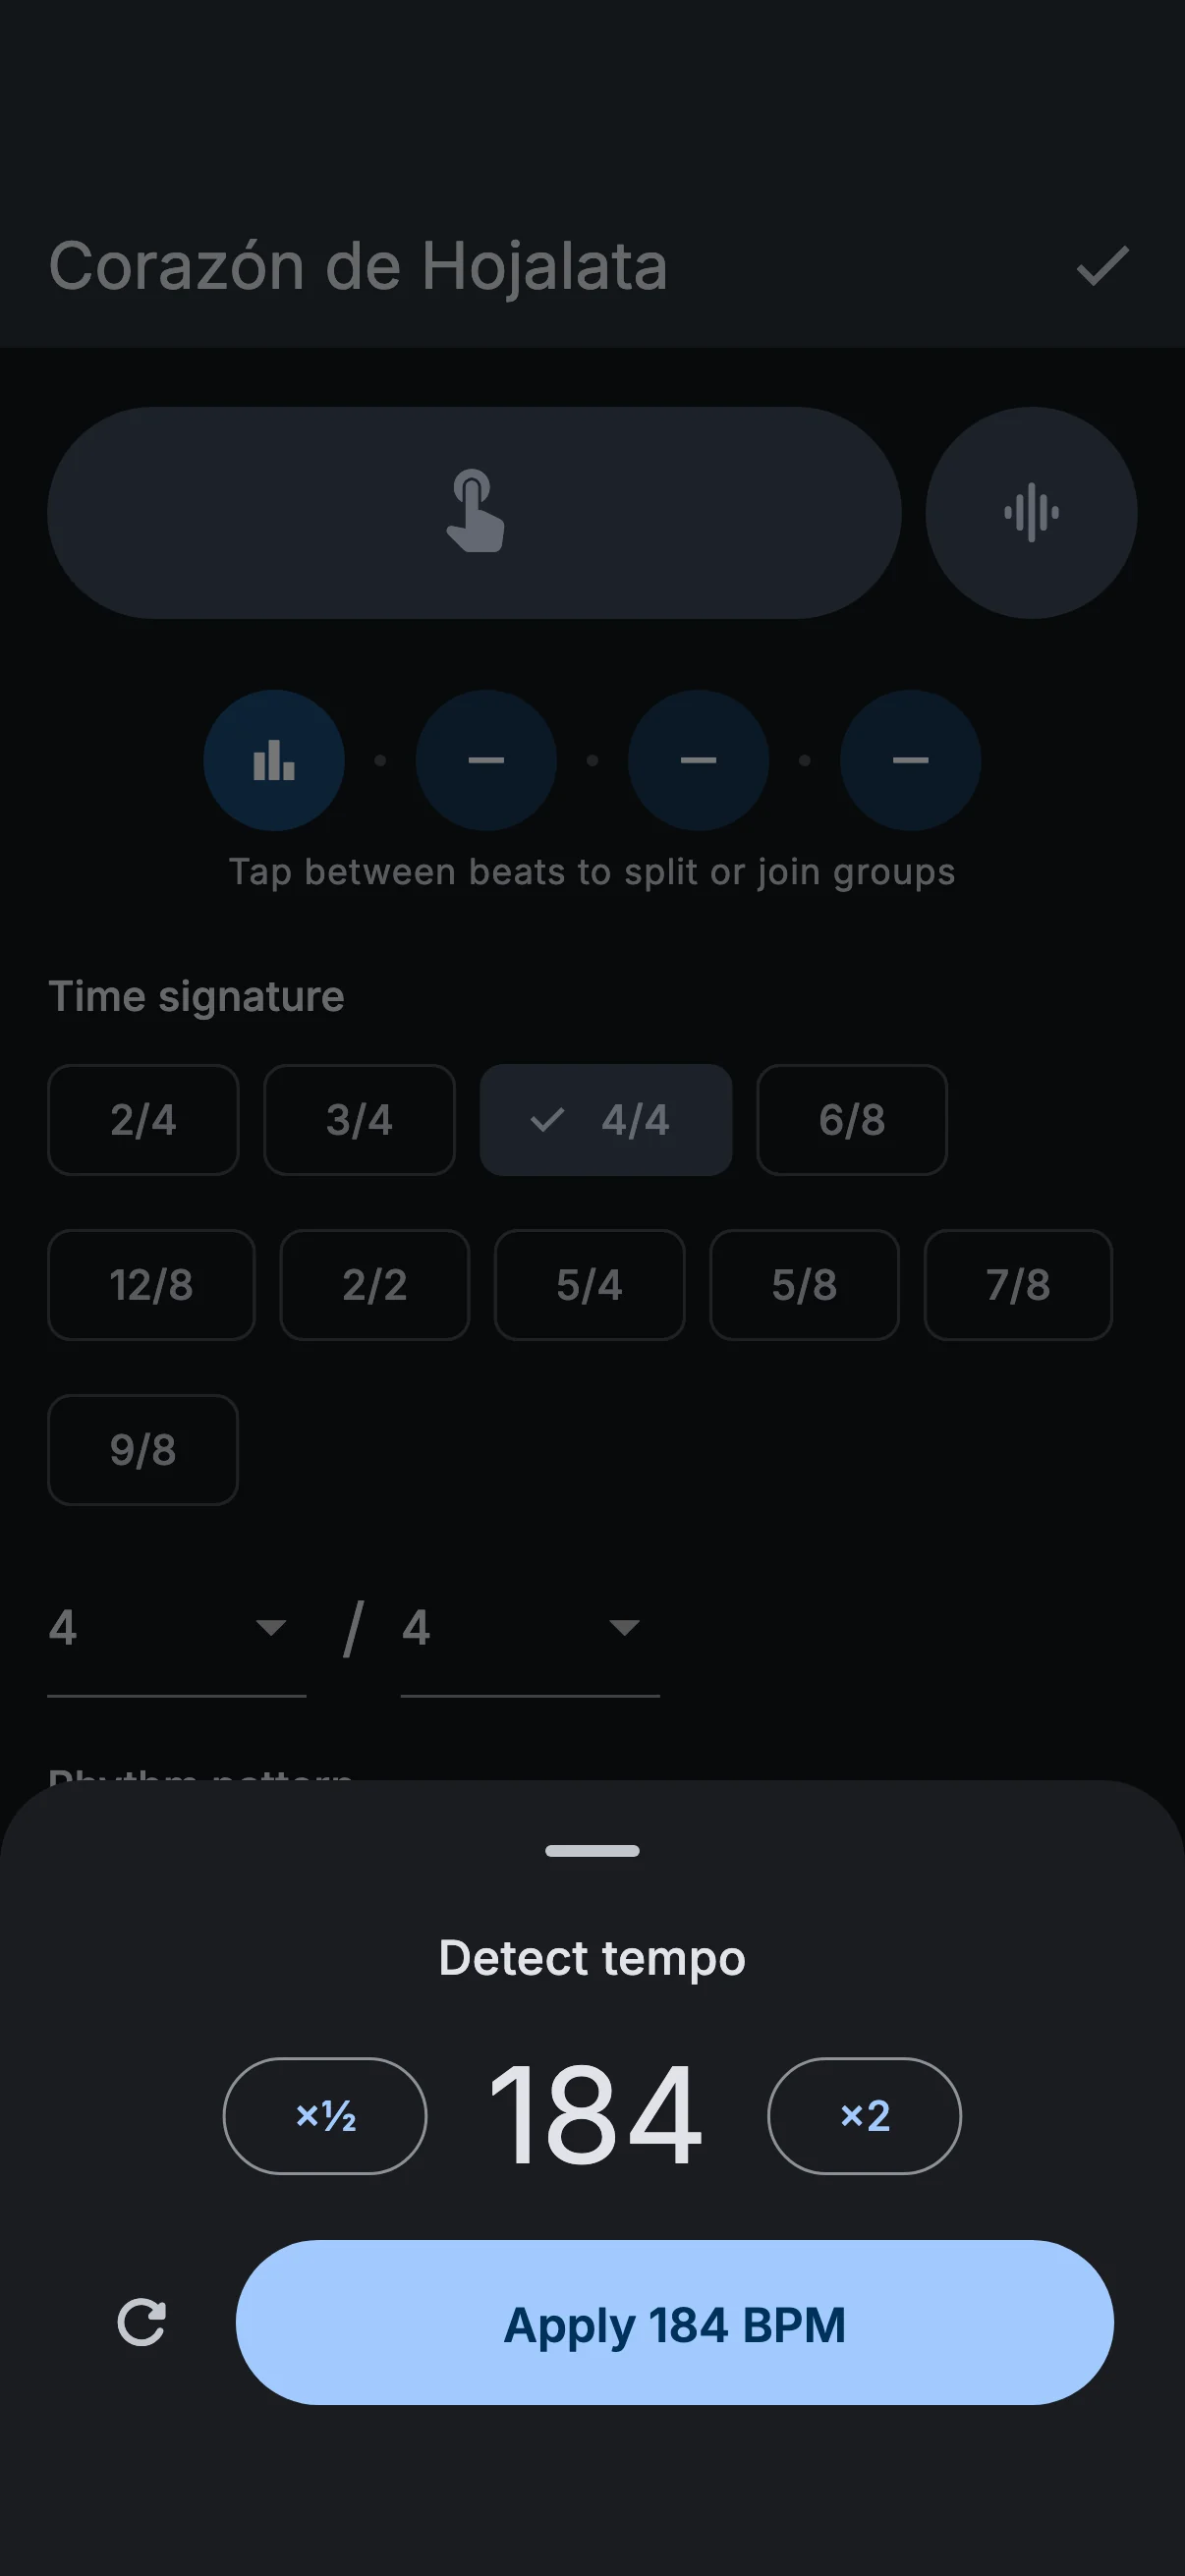 Corazón de Hojalata
Tap between beats to split or join groups
Time signature
2/4 3/4 4/4 6/8
12/8 2/2 5/4 5/8 7/8
9/8
4 / 4
Rhythm pattern
Detect tempo
×½ 184 ×2
Apply 184 BPM